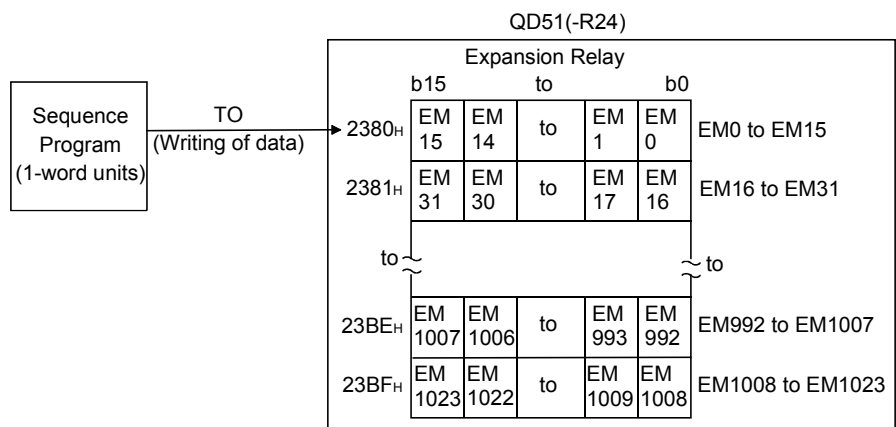 QD51(-R24)
Expansion Relay
b15 to b0
Sequence
Program
(1-word units)
TO
(Writing of data)
2380H EM 15 EM 14 to EM 1 EM 0 EM0 to EM15
2381H EM 31 EM 30 to EM 17 EM 16 EM16 to EM31
to to
23BEH EM 1007 EM 1006 to EM 993 EM 992 EM992 to EM1007
23BFH EM 1023 EM 1022 to EM 1009 EM 1008 EM1008 to EM1023